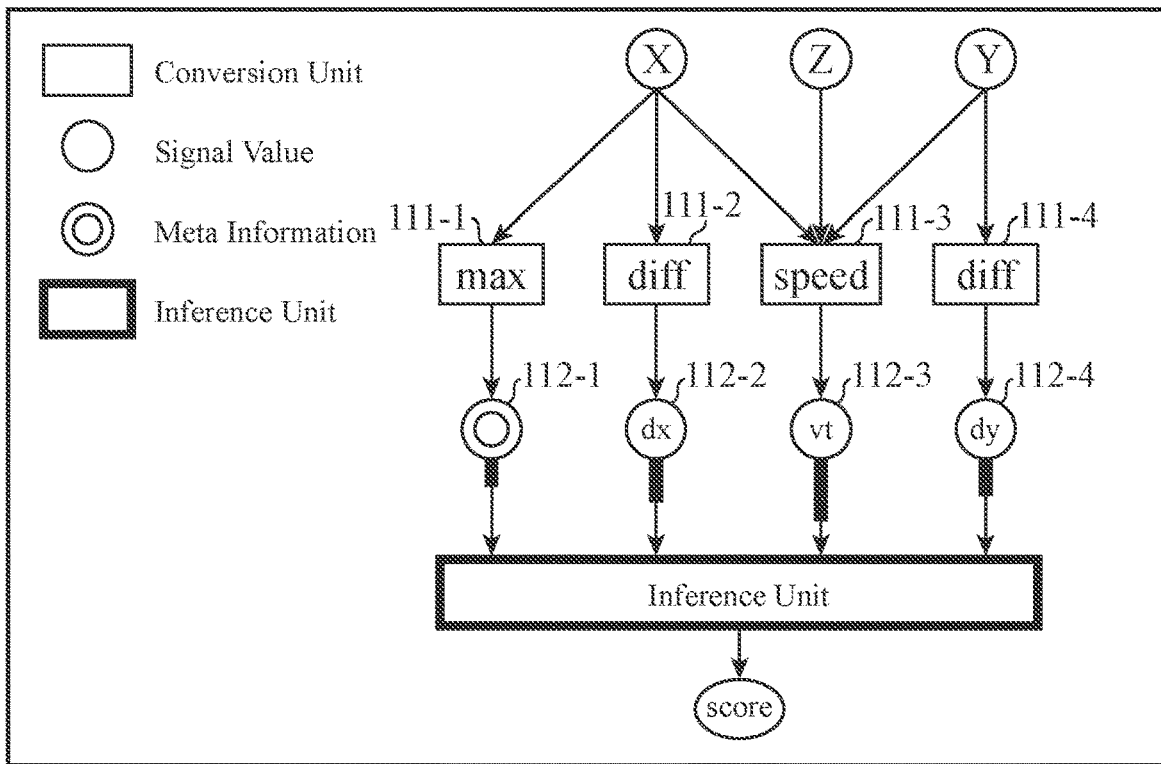 Conversion Unit
Signal Value
Meta Information
Inference Unit
X
Z
Y
111-1
111-2
111-3
111-4
max
diff
speed
diff
112-1
112-2
112-3
112-4
dx
vt
dy
Inference Unit
score